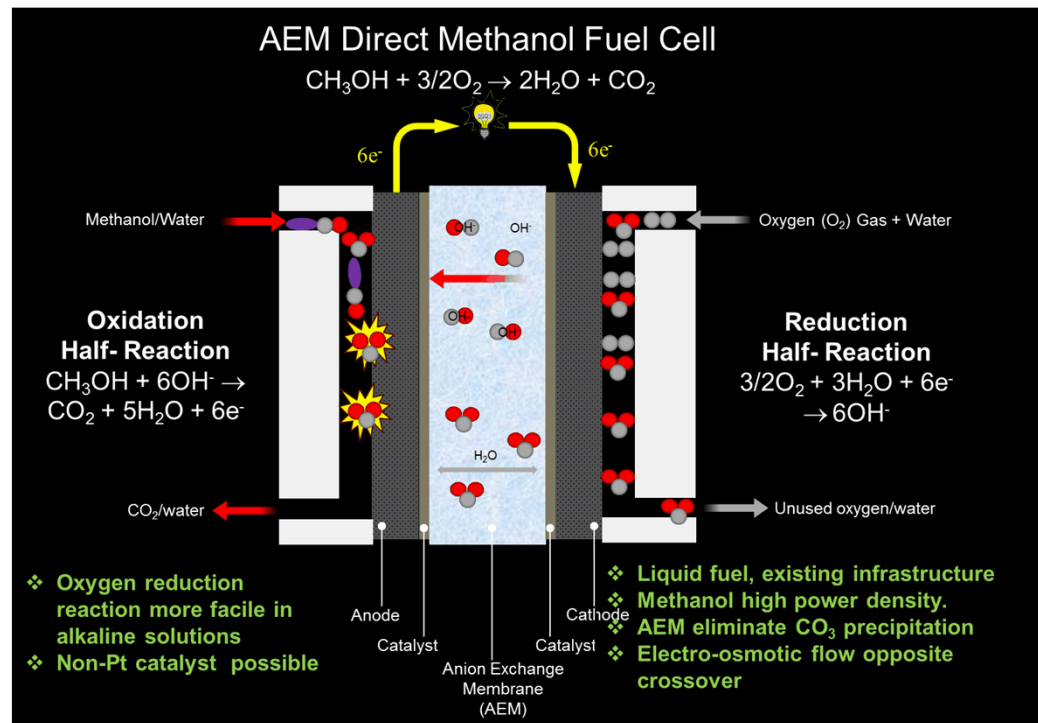 AEM Direct Methanol Fuel Cell
CH₃OH + 3/2O₂ → 2H₂O + CO₂
6e⁻
6e⁻
Methanol/Water
OH⁻
OH⁻
Oxygen (O₂) Gas + Water
OH⁻
OH⁻
Oxidation
Half- Reaction
CH₃OH + 6OH⁻ →
CO₂ + 5H₂O + 6e⁻
Reduction
Half- Reaction
3/2O₂ + 3H₂O + 6e⁻
→ 6OH⁻
H₂O
CO₂/water
Unused oxygen/water
❖ Oxygen reduction
reaction more facile in
alkaline solutions
❖ Non-Pt catalyst possible
Anode
Catalyst
Anion Exchange
Membrane
(AEM)
Catalyst
Cathode
❖ Liquid fuel, existing infrastructure
❖ Methanol high power density.
❖ AEM eliminate CO₃ precipitation
❖ Electro-osmotic flow opposite
crossover